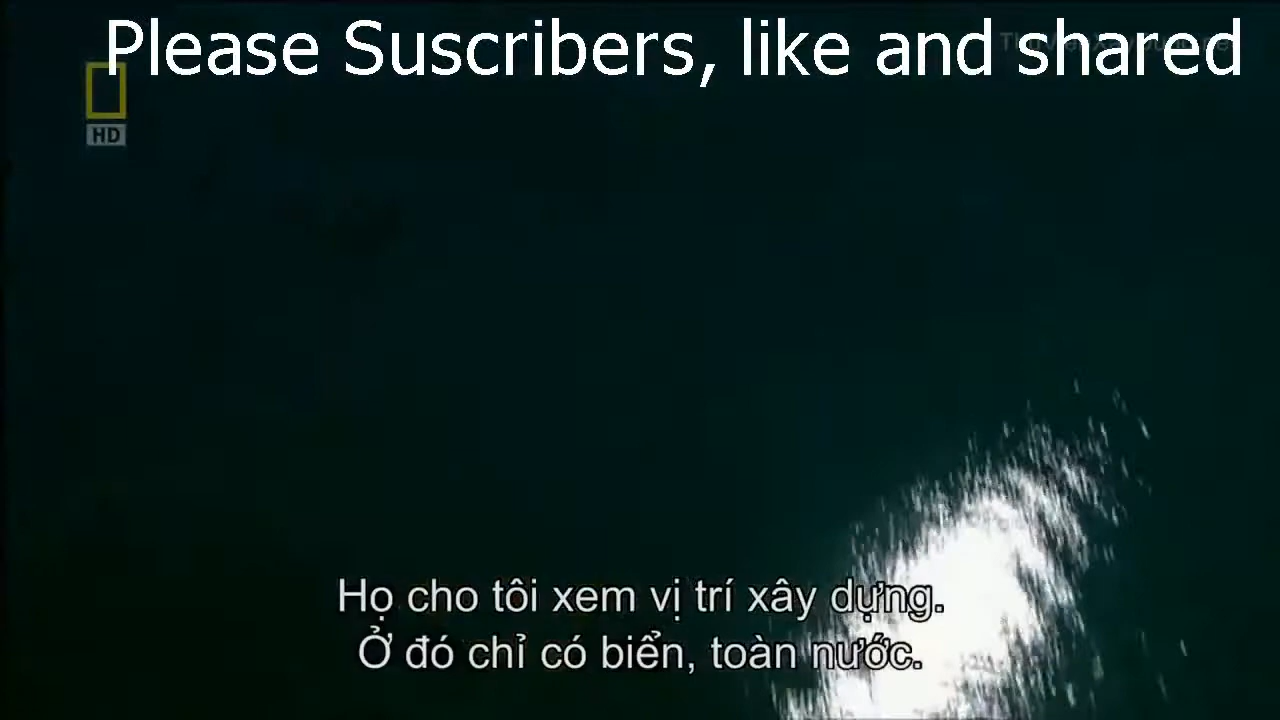 Please Suscribers, like and shared
HD
Họ cho tôi xem vị trí xây dựng.
Ở đó chỉ có biển, toàn nước.